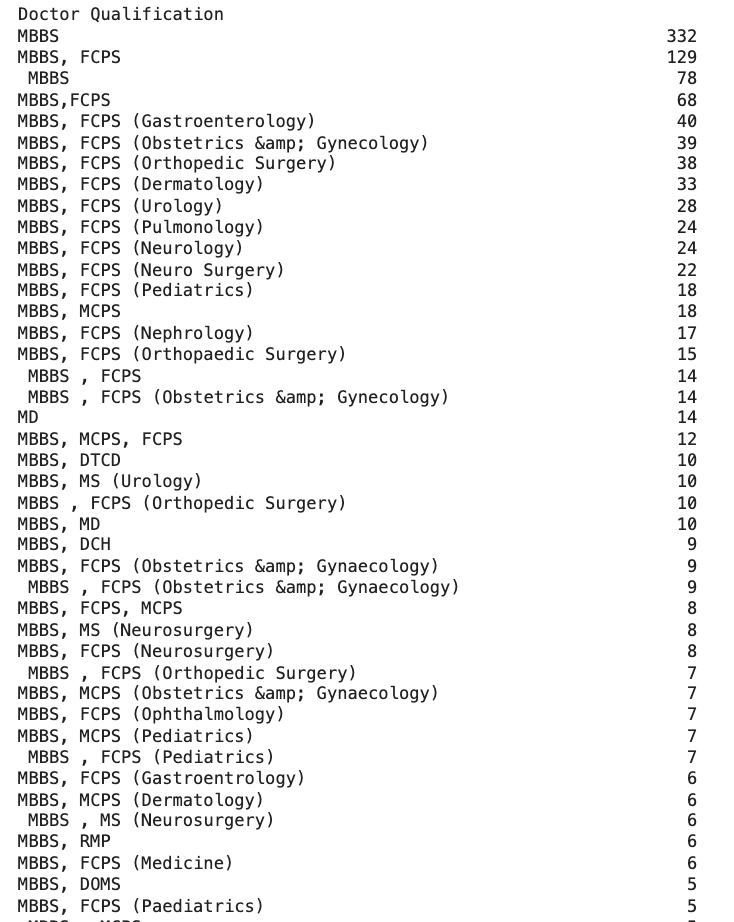 Doctor Qualification
MBBS 332
MBBS, FCPS 129
MBBS 78
MBBS,FCPS 68
MBBS, FCPS (Gastroenterology) 40
MBBS, FCPS (Obstetrics &amp; Gynecology) 39
MBBS, FCPS (Orthopedic Surgery) 38
MBBS, FCPS (Dermatology) 33
MBBS, FCPS (Urology) 28
MBBS, FCPS (Pulmonology) 24
MBBS, FCPS (Neurology) 24
MBBS, FCPS (Neuro Surgery) 22
MBBS, FCPS (Pediatrics) 18
MBBS, MCPS 18
MBBS, FCPS (Nephrology) 17
MBBS, FCPS (Orthopaedic Surgery) 15
MBBS , FCPS 14
MBBS , FCPS (Obstetrics &amp; Gynecology) 14
MD 14
MBBS, MCPS, FCPS 12
MBBS, DTCD 10
MBBS, MS (Urology) 10
MBBS , FCPS (Orthopedic Surgery) 10
MBBS, MD 10
MBBS, DCH 9
MBBS, FCPS (Obstetrics &amp; Gynaecology) 9
MBBS , FCPS (Obstetrics &amp; Gynaecology) 9
MBBS, FCPS, MCPS 8
MBBS, MS (Neurosurgery) 8
MBBS, FCPS (Neurosurgery) 8
MBBS , FCPS (Orthopedic Surgery) 7
MBBS, MCPS (Obstetrics &amp; Gynaecology) 7
MBBS, FCPS (Ophthalmology) 7
MBBS, MCPS (Pediatrics) 7
MBBS , FCPS (Pediatrics) 7
MBBS, FCPS (Gastroentrology) 6
MBBS, MCPS (Dermatology) 6
MBBS , MS (Neurosurgery) 6
MBBS, RMP 6
MBBS, FCPS (Medicine) 6
MBBS, DOMS 5
MBBS, FCPS (Paediatrics) 5